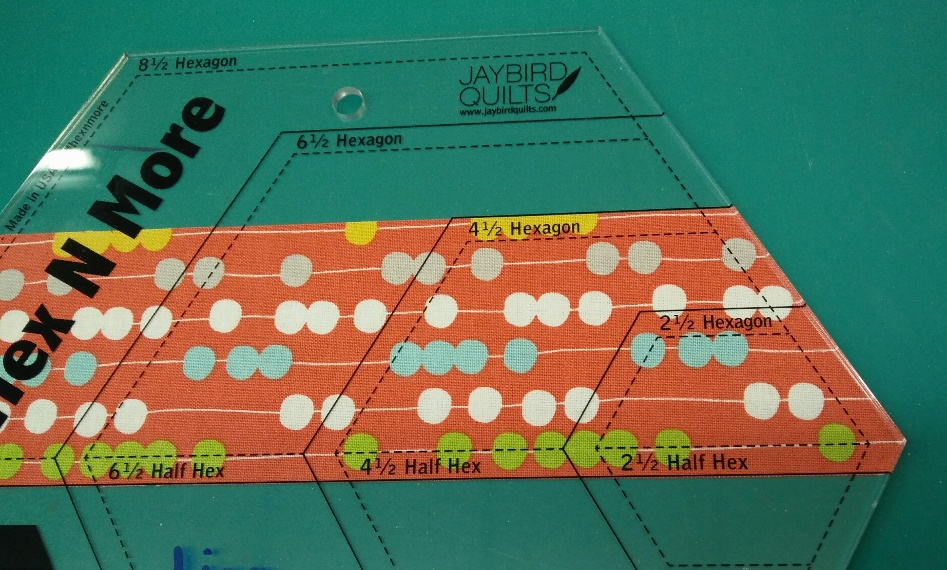 8½ Hexagon
JAYBIRD
QUILTS
www.jaybirdquilts.com
Hex N More
Made in USA
#hexnmore
6½ Hexagon
4½ Hexagon
2½ Hexagon
6½ Half Hex
4½ Half Hex
2½ Half Hex